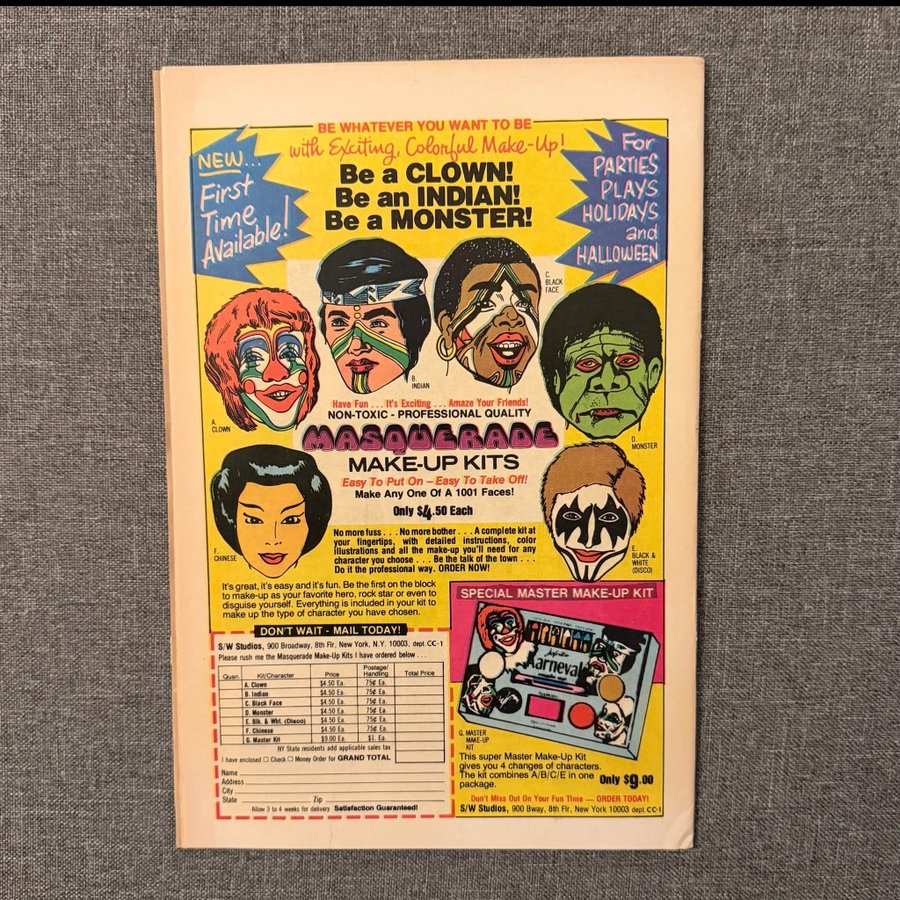 BE WHATEVER YOU WANT TO BE
with Exciting, Colorful Make-Up!
Be a CLOWN!
Be an INDIAN!
Be a MONSTER!
NEW...
First
Time
Available!
For
PARTIES
PLAYS
HOLIDAYS
and
HALLOWEEN
A.
CLOWN
B.
INDIAN
C.
BLACK
FACE
D.
MONSTER
Have Fun . . . It's Exciting . . . Amaze Your Friends!
NON-TOXIC - PROFESSIONAL QUALITY
MASQUERADE
MAKE-UP KITS
Easy To Put On – Easy To Take Off!
Make Any One Of A 1001 Faces!
Only $4.50 Each
F.
CHINESE
E.
BLACK &
WHITE
(DISCO)
No more fuss . . . No more bother . . . A complete kit at
your fingertips, with detailed instructions, color
illustrations and all the make-up you'll need for any
character you choose . . . Be the talk of the town . . .
Do it the professional way. ORDER NOW!
It's great, it's easy and it's fun. Be the first on the block
to make-up as your favorite hero, rock star or even to
disguise yourself. Everything is included in your kit to
make up the type of character you have chosen.
DON'T WAIT - MAIL TODAY!
S/W Studios, 900 Broadway, 8th Flr, New York, N.Y. 10003, dept. CC-1
Please rush me the Masquerade Make-Up Kits I have ordered below . . .
Quan. Kit/Character Price Postage/Handling Total Price
A. Clown $4.50 Ea. 75¢ Ea.
B. Indian $4.50 Ea. 75¢ Ea.
C. Black Face $4.50 Ea. 75¢ Ea.
D. Monster $4.50 Ea. 75¢ Ea.
E. Blk. & Wht. (Disco) $4.50 Ea. 75¢ Ea.
F. Chinese $4.50 Ea. 75¢ Ea.
G. Master Kit $9.00 Ea. $1. Ea.
NY State residents add applicable sales tax
I have enclosed □ Check □ Money Order for GRAND TOTAL
Name
Address
City
State Zip
Allow 3 to 4 weeks for delivery. Satisfaction Guaranteed!
SPECIAL MASTER MAKE-UP KIT
Karneval
G. MASTER
MAKE-UP
KIT
This super Master Make-Up Kit
gives you 4 changes of characters.
The kit combines A/B/C/E in one
package.
Only $9.00
Don't Miss Out On Your Fun Time — ORDER TODAY!
S/W Studios, 900 Bway, 8th Flr, New York 10003 dept. CC-1